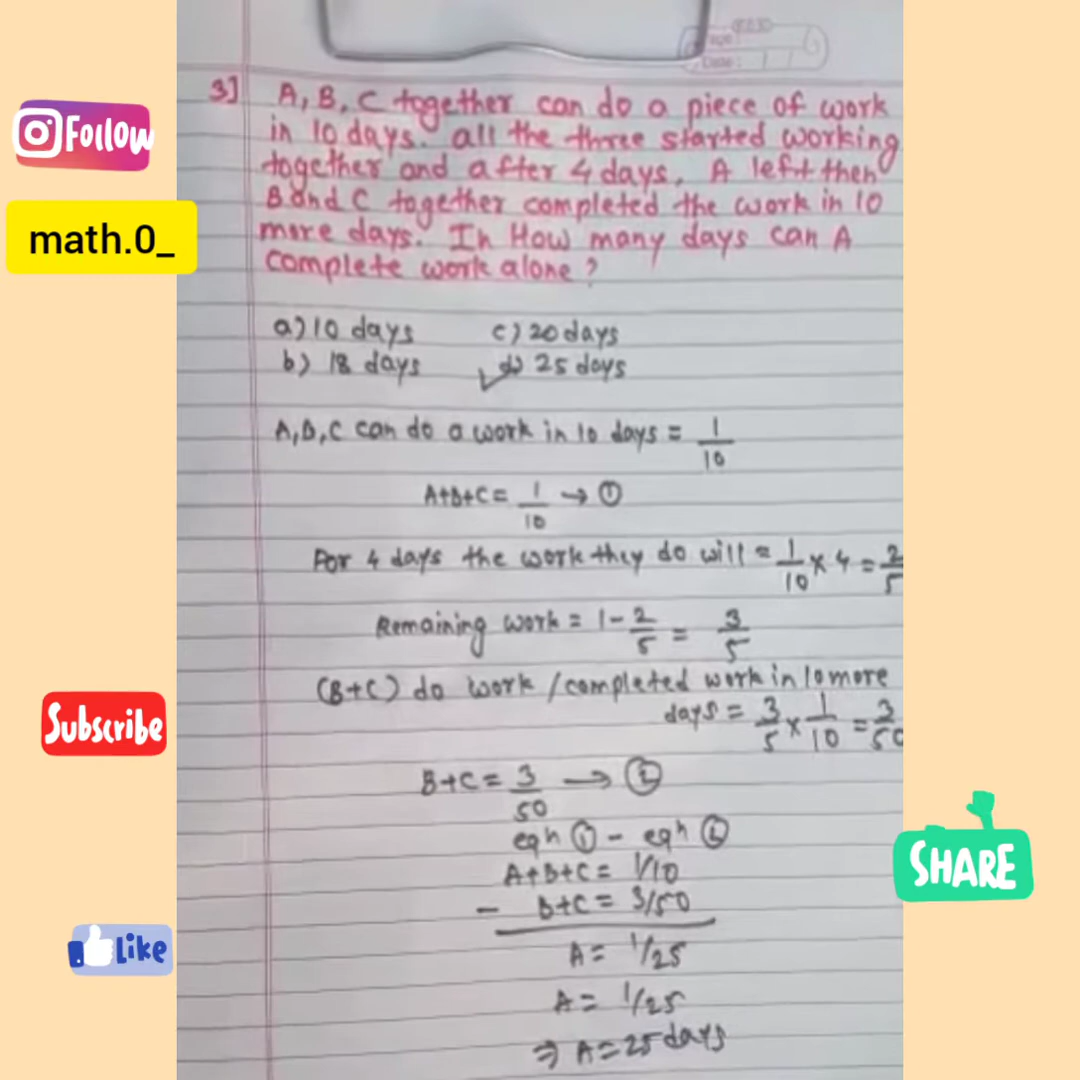 Page:
Date: / /
3] A, B, C together can do a piece of work
in 10 days. all the three started working
together and after 4 days, A left then
B and C together completed the work in 10
more days. In How many days can A
complete work alone ?
Follow
math.0_
a) 10 days c) 20 days
b) 18 days d) 25 days
A,B,C can do a work in 10 days = 1/10
A+B+C = 1/10 → ①
For 4 days the work they do will = 1/10 x 4 = 2/5
Remaining work = 1 - 2/5 = 3/5
(B+C) do work / completed work in 10 more
days = 3/5 x 1/10 = 3/50
Subscribe
B+C = 3/50 → ②
eqn ① - eqn ②
A+B+C = 1/10
- B+C = 3/50
SHARE
A = 1/25
Like
A = 1/25
⇒ A = 25 days